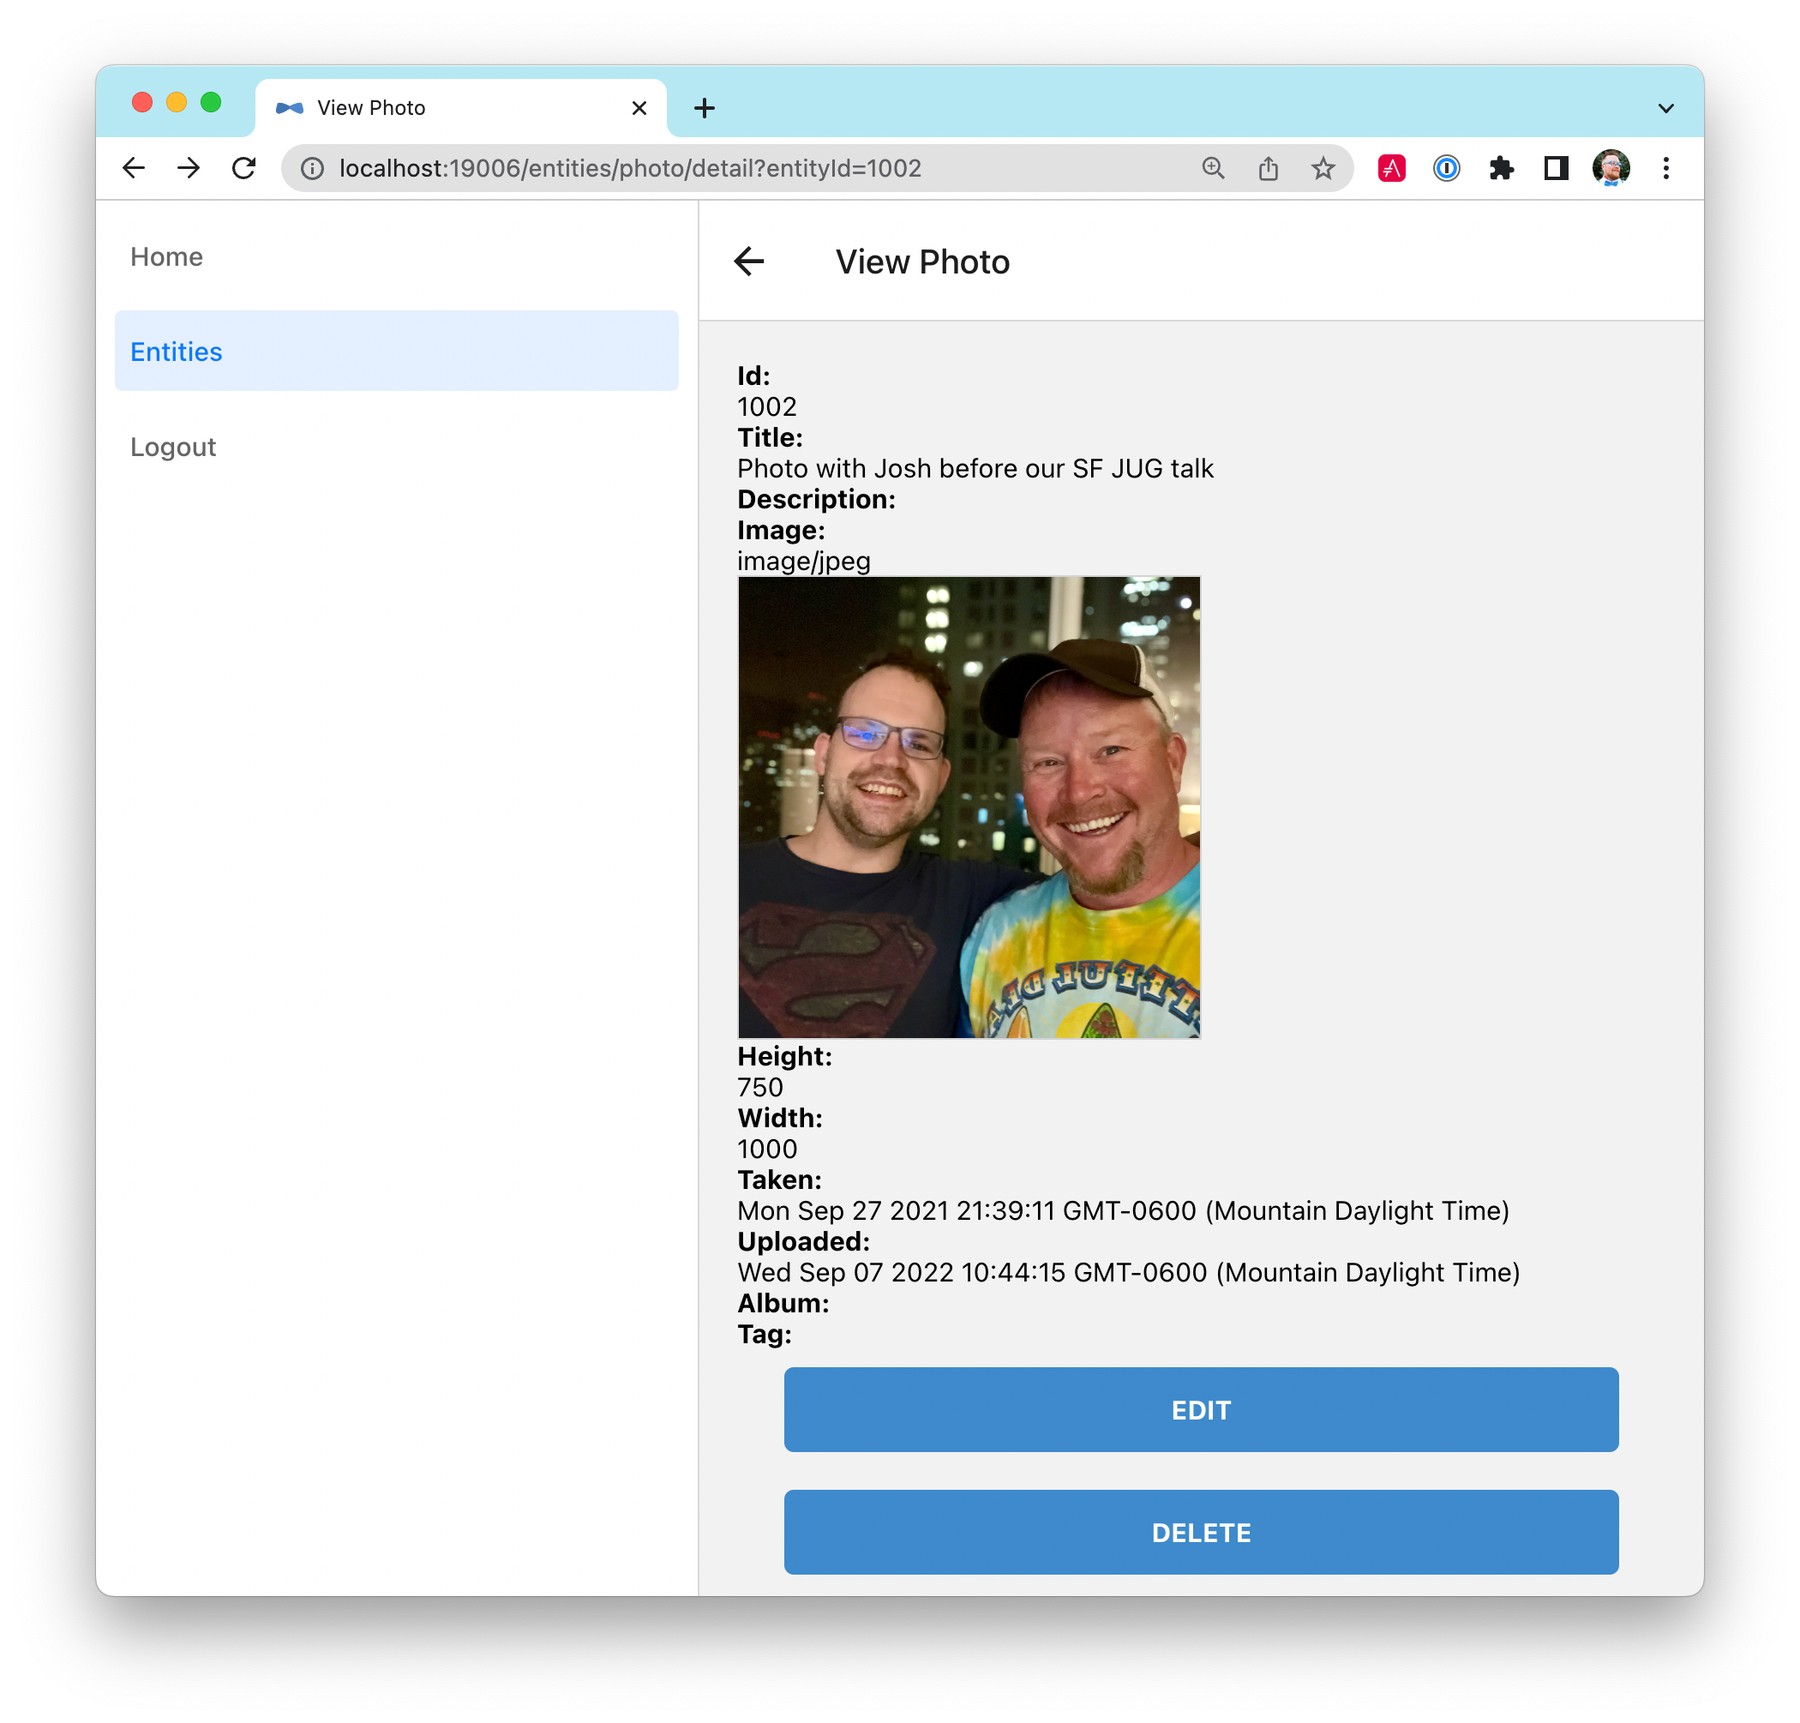 View Photo
localhost:19006/entities/photo/detail?entityId=1002
Home
Entities
Logout
View Photo
Id:
1002
Title:
Photo with Josh before our SF JUG talk
Description:
Image:
image/jpeg
Height:
750
Width:
1000
Taken:
Mon Sep 27 2021 21:39:11 GMT-0600 (Mountain Daylight Time)
Uploaded:
Wed Sep 07 2022 10:44:15 GMT-0600 (Mountain Daylight Time)
Album:
Tag:
EDIT
DELETE